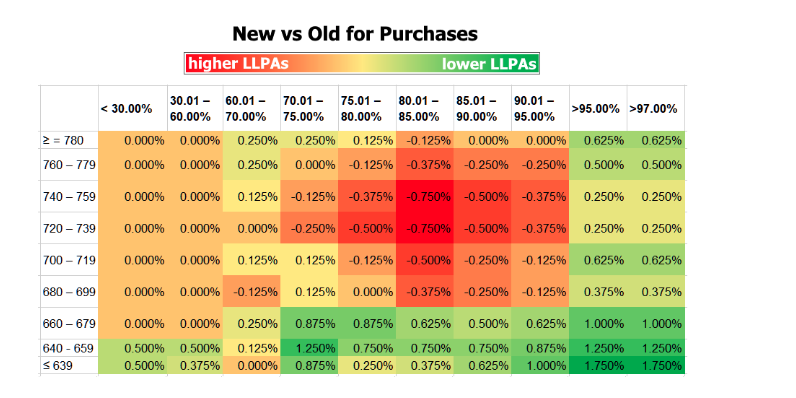 New vs Old for Purchases
higher LLPAs lower LLPAs
< 30.00% 30.01 – 60.00% 60.01 – 70.00% 70.01 – 75.00% 75.01 – 80.00% 80.01 – 85.00% 85.01 – 90.00% 90.01 – 95.00% >95.00% >97.00%
≥ = 780 0.000% 0.000% 0.250% 0.250% 0.125% -0.125% 0.000% 0.000% 0.625% 0.625%
760 – 779 0.000% 0.000% 0.250% 0.000% -0.125% -0.375% -0.250% -0.250% 0.500% 0.500%
740 – 759 0.000% 0.000% 0.125% -0.125% -0.375% -0.750% -0.500% -0.375% 0.250% 0.250%
720 – 739 0.000% 0.000% 0.000% -0.250% -0.500% -0.750% -0.500% -0.375% 0.250% 0.250%
700 – 719 0.000% 0.000% 0.125% 0.125% -0.125% -0.500% -0.250% -0.125% 0.625% 0.625%
680 – 699 0.000% 0.000% -0.125% 0.125% 0.000% -0.375% -0.250% -0.125% 0.375% 0.375%
660 – 679 0.000% 0.000% 0.250% 0.875% 0.875% 0.625% 0.500% 0.625% 1.000% 1.000%
640 - 659 0.500% 0.500% 0.125% 1.250% 0.750% 0.750% 0.750% 0.875% 1.250% 1.250%
≤ 639 0.500% 0.375% 0.000% 0.875% 0.250% 0.375% 0.625% 1.000% 1.750% 1.750%